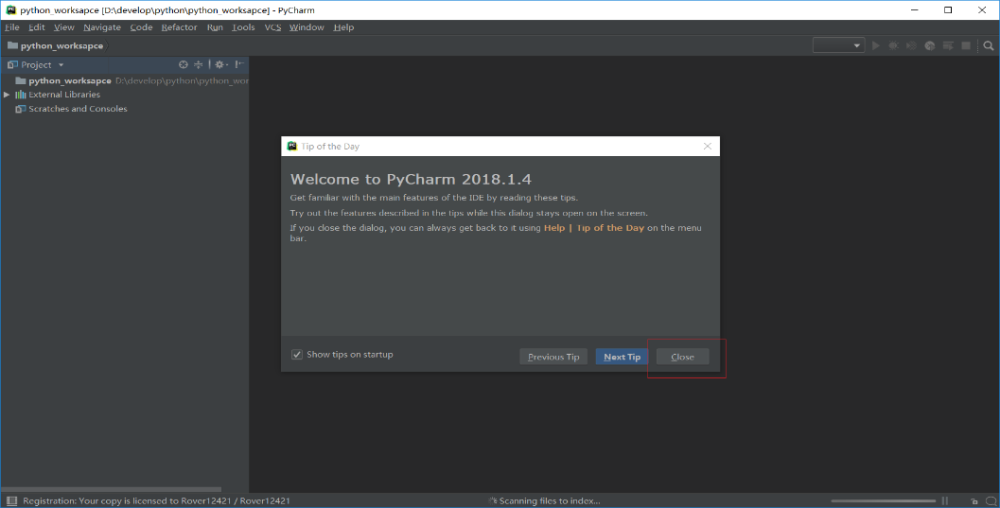 python_worksapce [D:\develop\python\python_worksapce] - PyCharm
File Edit View Navigate Code Refactor Run Tools VCS Window Help
python_worksapce
Project
python_worksapce D:\develop\python\python_wor
External Libraries
Scratches and Consoles
Tip of the Day
Welcome to PyCharm 2018.1.4
Get familiar with the main features of the IDE by reading these tips.
Try out the features described in the tips while this dialog stays open on the screen.
If you close the dialog, you can always get back to it using Help | Tip of the Day on the menu
bar.
Show tips on startup
Previous Tip Next Tip Close
Registration: Your copy is licensed to Rover12421 / Rover12421 Scanning files to index...